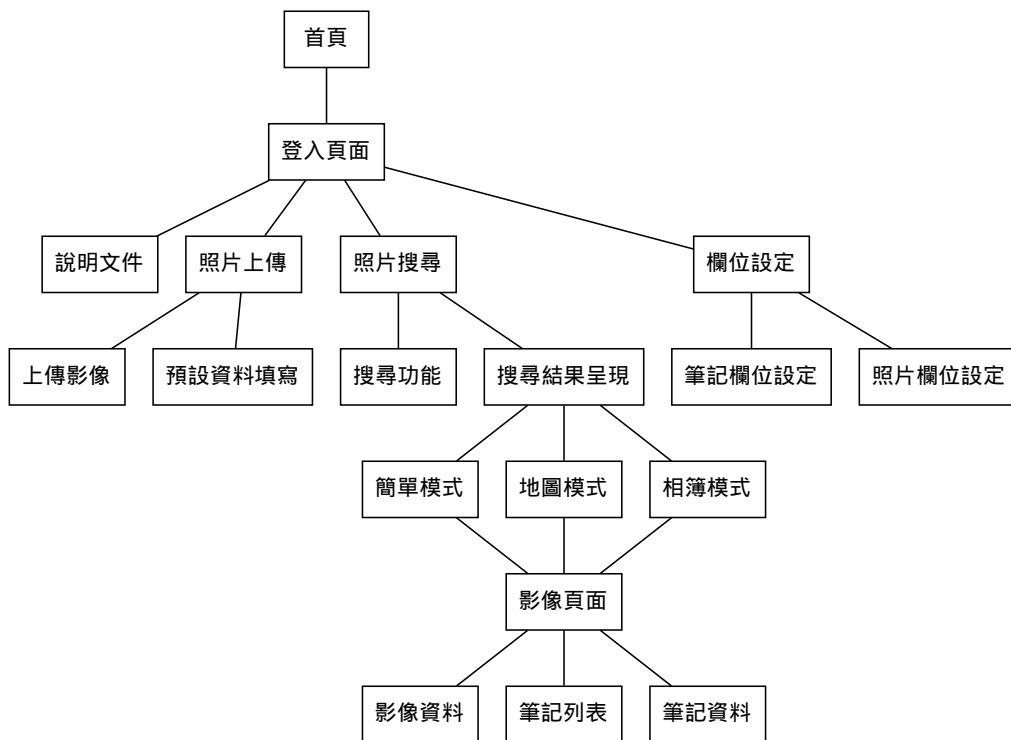 首頁
登入頁面
說明文件
照片上傳
照片搜尋
欄位設定
上傳影像
預設資料填寫
搜尋功能
搜尋結果呈現
筆記欄位設定
照片欄位設定
簡單模式
地圖模式
相簿模式
影像頁面
影像資料
筆記列表
筆記資料